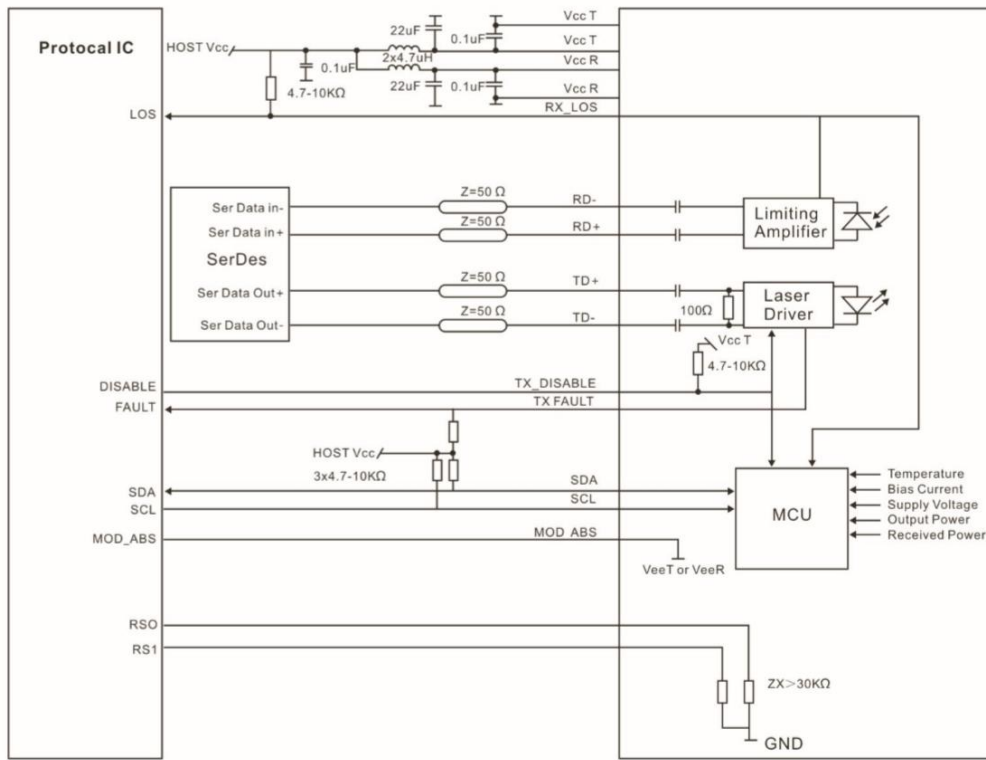 Protocal IC
HOST Vcc
22uF
0.1uF
Vcc T
Vcc T
2x4.7uH
0.1uF
Vcc R
4.7-10KΩ
22uF
0.1uF
Vcc R
LOS
RX_LOS
Ser Data in-
Z=50 Ω
RD-
Limiting
Amplifier
Ser Data in+
Z=50 Ω
RD+
SerDes
Ser Data Out+
Z=50 Ω
TD+
100Ω
Laser
Driver
Ser Data Out-
Z=50 Ω
TD-
Vcc T
4.7-10KΩ
DISABLE
TX_DISABLE
FAULT
TX FAULT
HOST Vcc
3x4.7-10KΩ
SDA
SDA
SCL
SCL
MCU
Temperature
Bias Current
Supply Voltage
Output Power
Received Power
MOD_ABS
MOD ABS
VeeT or VeeR
RSO
RS1
ZX>30KΩ
GND